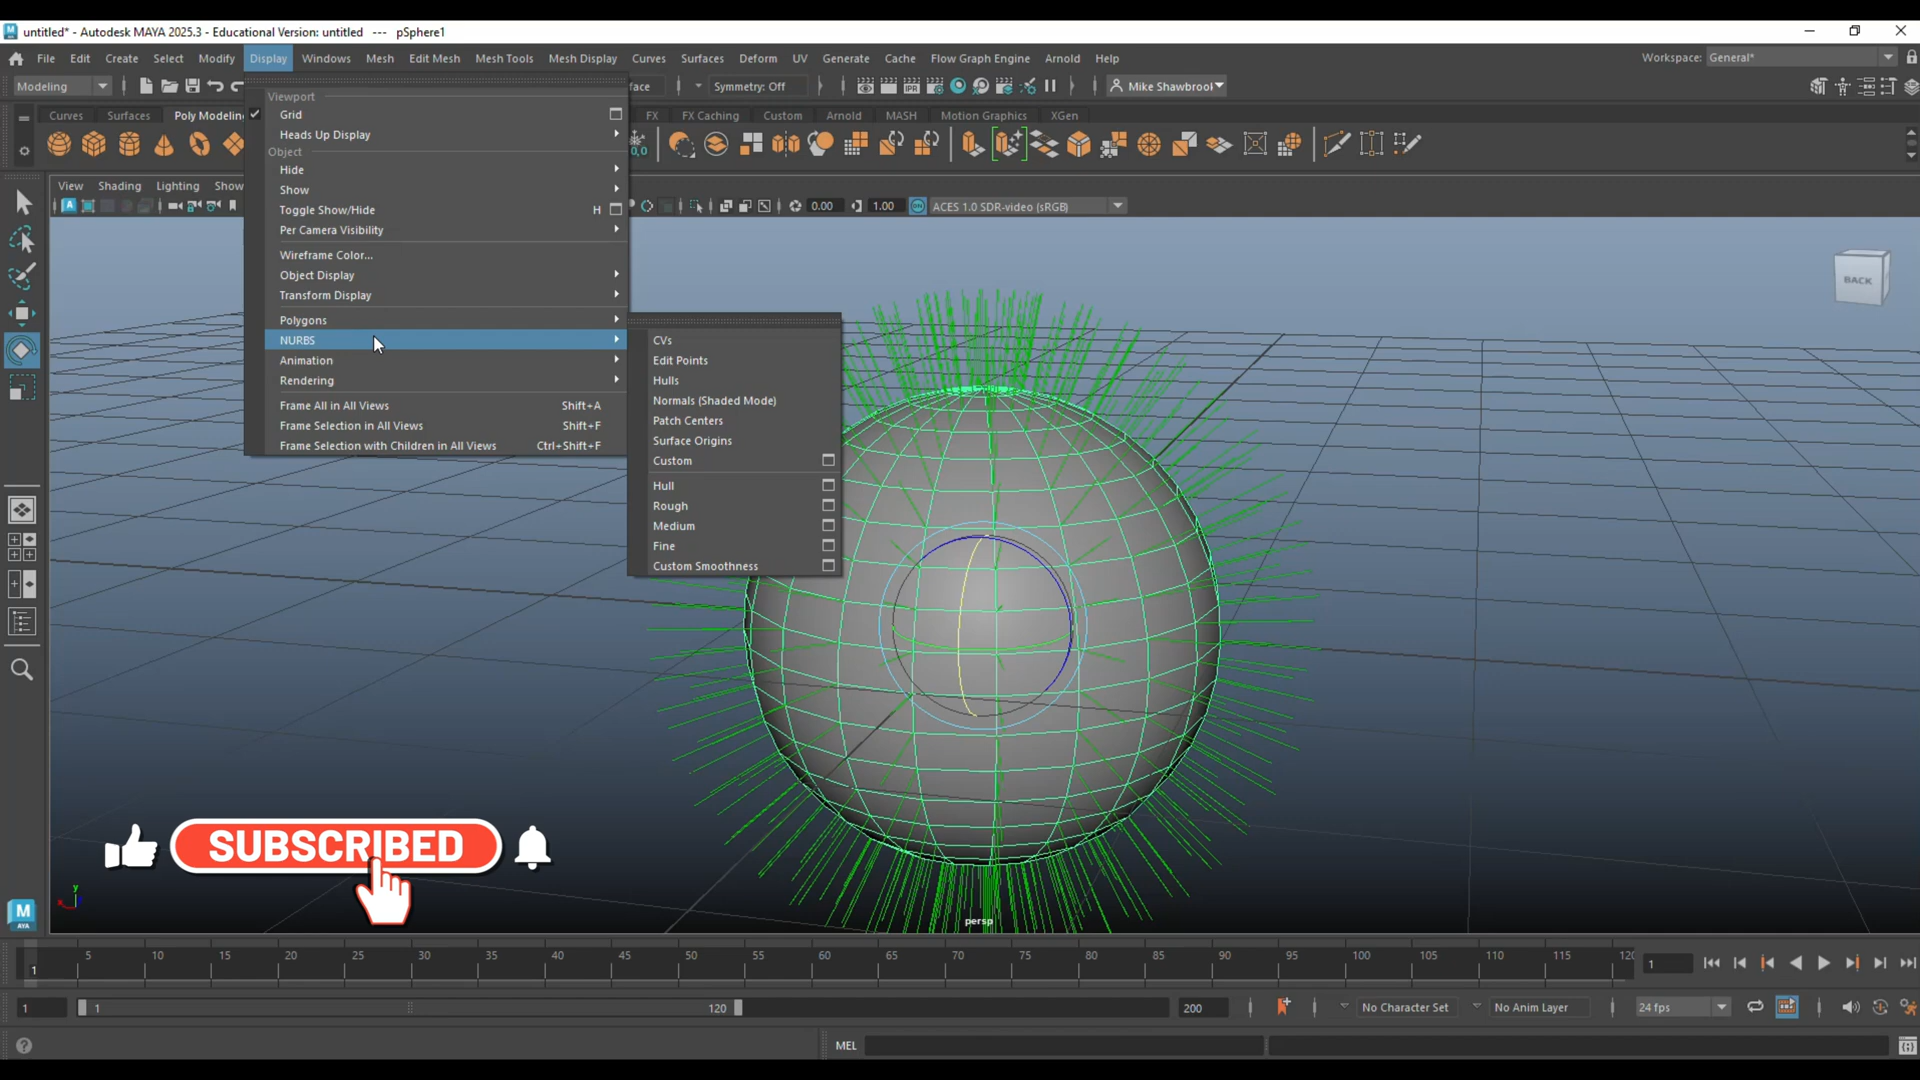 untitled* - Autodesk MAYA 2025.3 - Educational Version: untitled --- pSphere1
File Edit Create Select Modify Display Windows Mesh Edit Mesh Mesh Tools Mesh Display Curves Surfaces Deform UV Generate Cache Flow Graph Engine Arnold Help
Workspace: General*
Modeling
face
Symmetry: Off
IPR
Mike Shawbrool
Curves Surfaces Poly Modelin
FX FX Caching Custom Arnold MASH Motion Graphics XGen
0,0
View Shading Lighting Show
0.00 1.00 ACES 1.0 SDR-video (sRGB)
Viewport
Grid
Heads Up Display
Object
Hide
Show
Toggle Show/Hide H
Per Camera Visibility
Wireframe Color...
Object Display
Transform Display
Polygons
NURBS
Animation
Rendering
Frame All in All Views Shift+A
Frame Selection in All Views Shift+F
Frame Selection with Children in All Views Ctrl+Shift+F
CVs
Edit Points
Hulls
Normals (Shaded Mode)
Patch Centers
Surface Origins
Custom
Hull
Rough
Medium
Fine
Custom Smoothness
BACK
SUBSCRIBED
y
M
AYA
persp
5 10 15 20 25 30 35 40 45 50 55 60 65 70 75 80 85 90 95 100 105 110 115 120
1
1
1 1 120 200 No Character Set No Anim Layer 24 fps
MEL